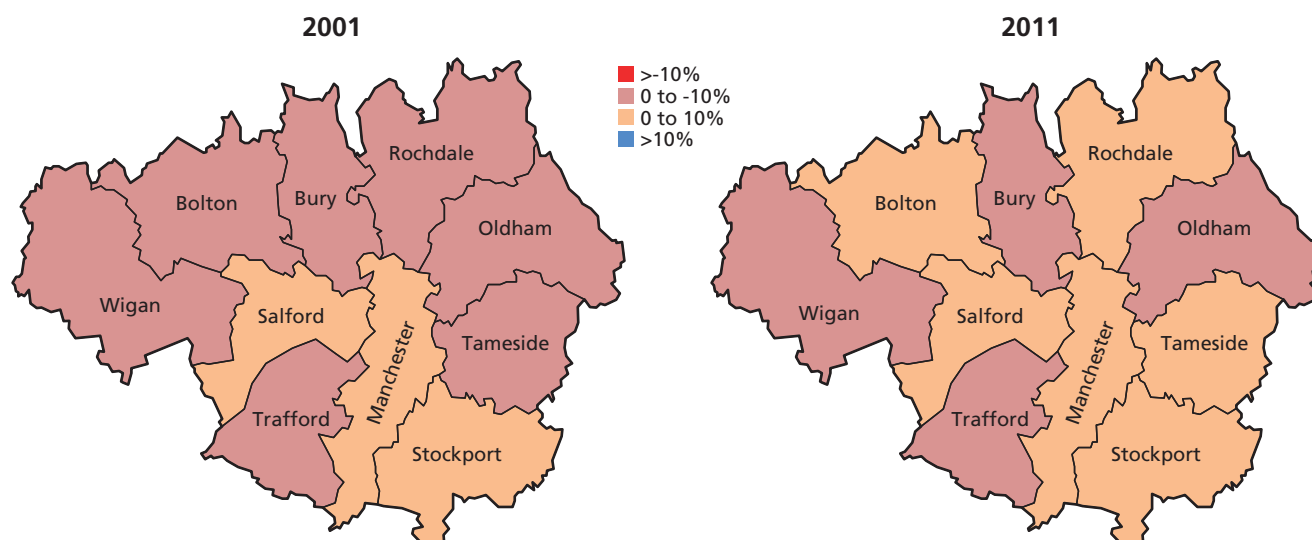 2001
2011
>-10%
0 to -10%
0 to 10%
>10%
Rochdale
Bolton
Bury
Oldham
Wigan
Salford
Manchester
Tameside
Trafford
Stockport
Rochdale
Bolton
Bury
Oldham
Wigan
Salford
Manchester
Tameside
Trafford
Stockport